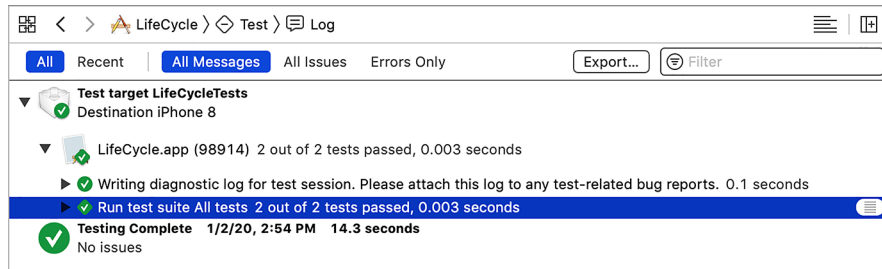 LifeCycle Test Log
All Recent All Messages All Issues Errors Only Export... Filter
Test target LifeCycleTests
Destination iPhone 8
LifeCycle.app (98914) 2 out of 2 tests passed, 0.003 seconds
Writing diagnostic log for test session. Please attach this log to any test-related bug reports. 0.1 seconds
Run test suite All tests 2 out of 2 tests passed, 0.003 seconds
Testing Complete 1/2/20, 2:54 PM 14.3 seconds
No issues